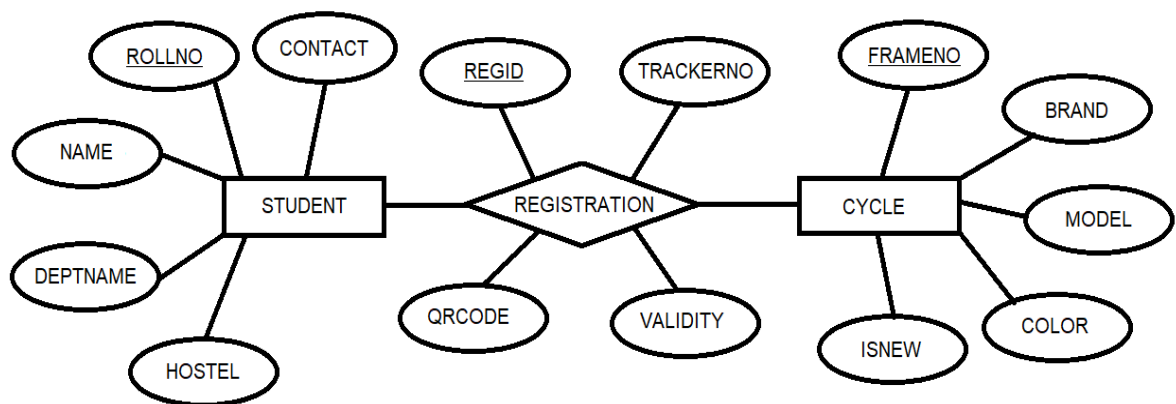 ROLLNO
CONTACT
REGID
TRACKERNO
FRAMENO
BRAND
NAME
STUDENT
REGISTRATION
CYCLE
MODEL
DEPTNAME
QRCODE
VALIDITY
COLOR
HOSTEL
ISNEW